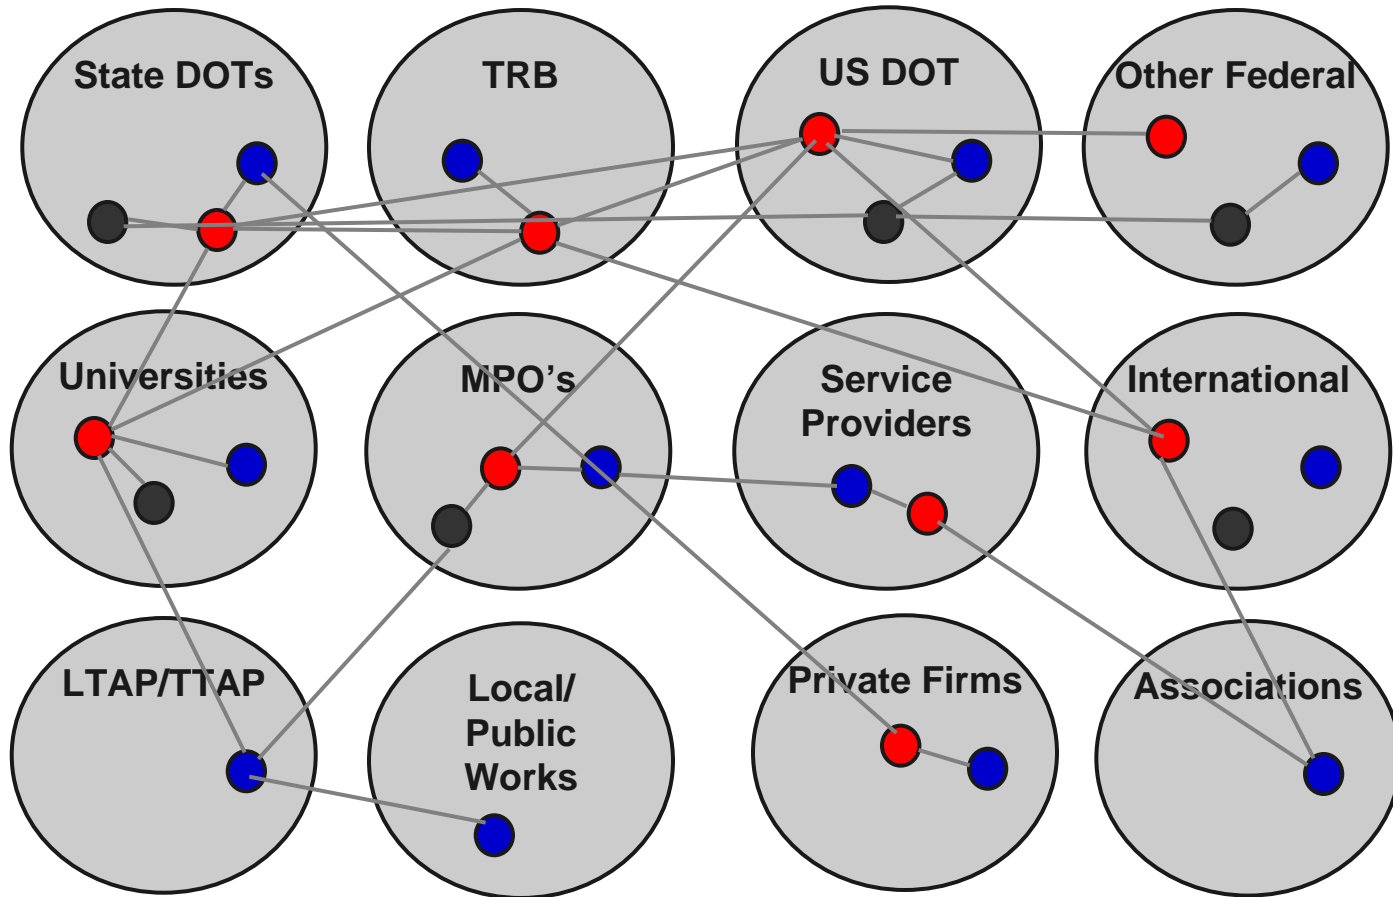 State DOTs
TRB
US DOT
Other Federal
Universities
MPO’s
Service
Providers
International
LTAP/TTAP
Local/
Public
Works
Private Firms
Associations